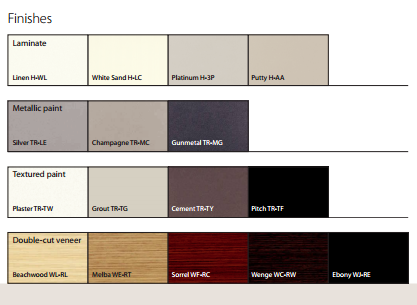 Finishes
Laminate
Linen H•WL White Sand H•LC Platinum H•3P Putty H•AA
Metallic paint
Silver TR•LE Champagne TR•MC Gunmetal TR•MG
Textured paint
Plaster TR•TW Grout TR•TG Cement TR•TY Pitch TR•TF
Double-cut veneer
Beachwood WL•RL Melba WE•RT Sorrel WF•RC Wenge WC•RW Ebony WJ•RE